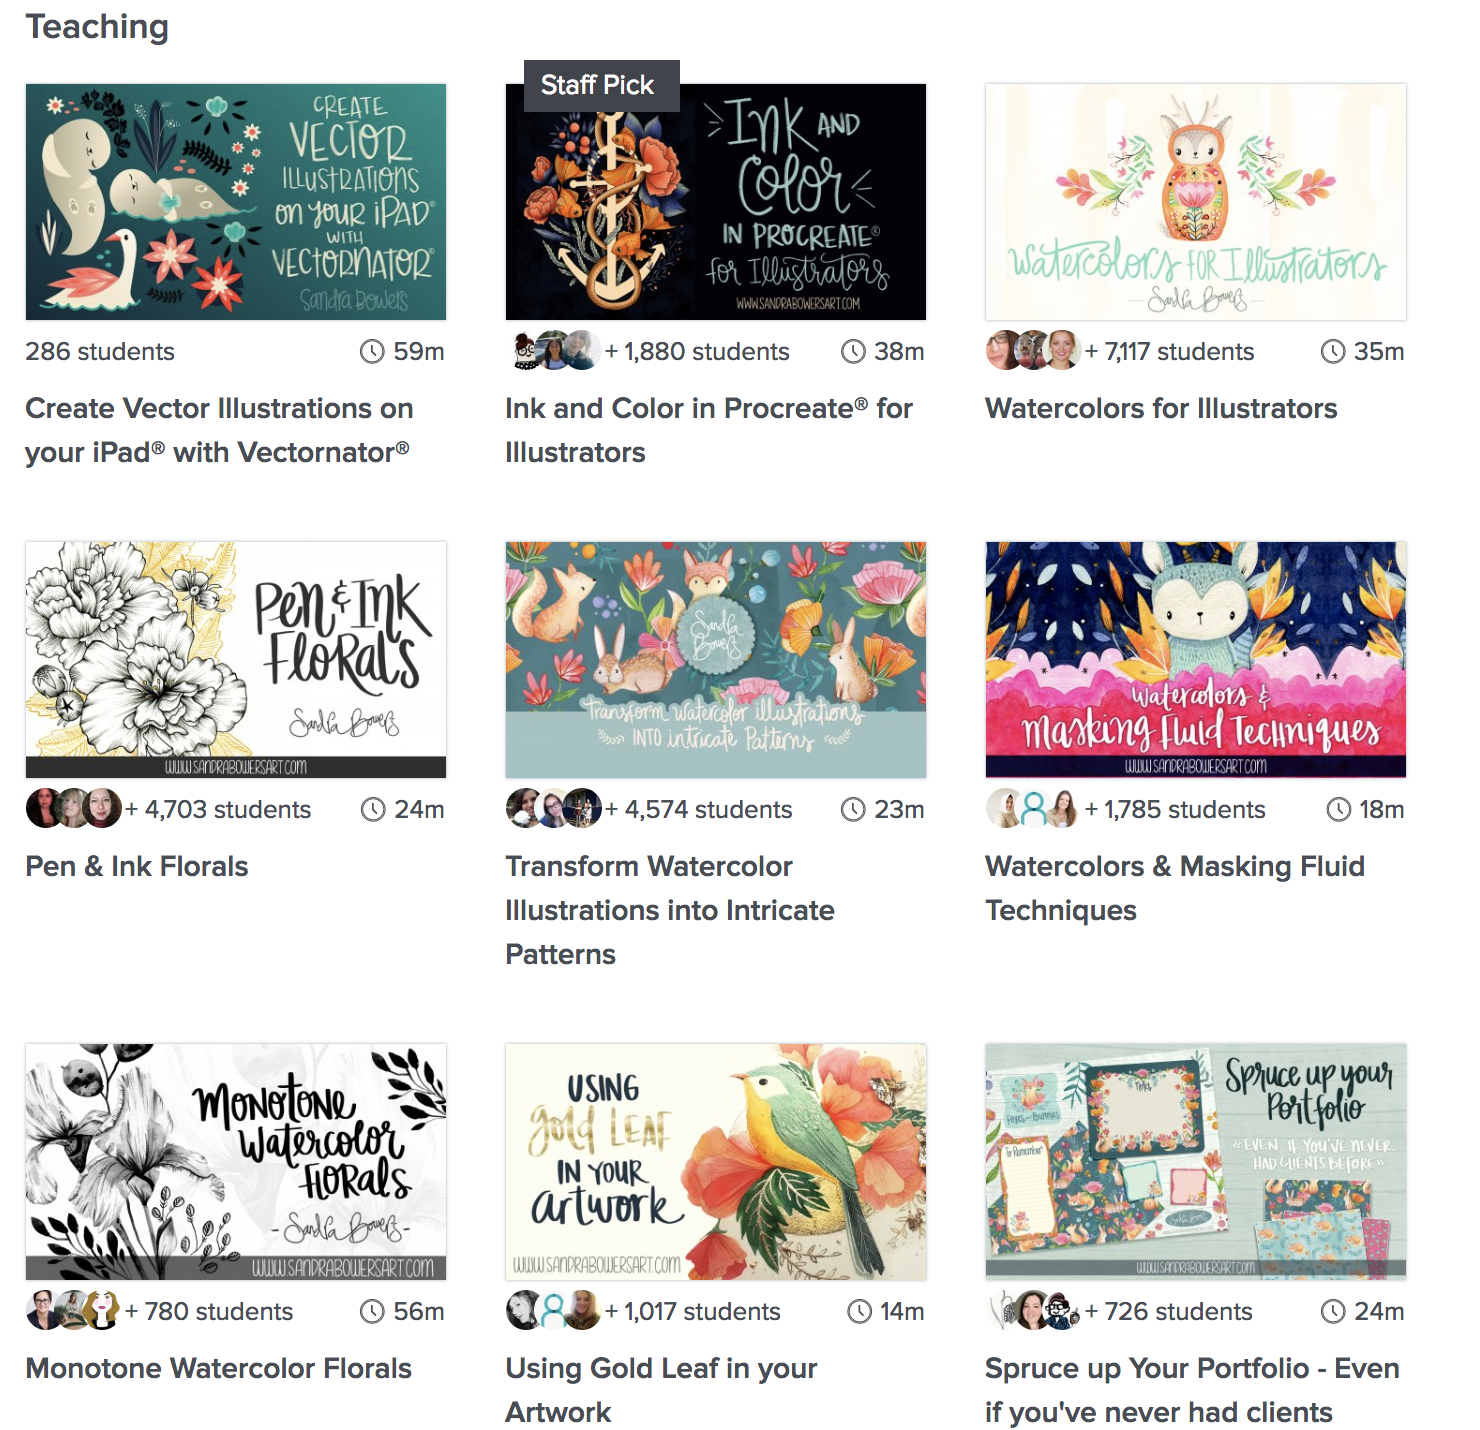 Teaching
CREATE
VECTOR
ILLUSTRATIONS
ON YOUR iPAD®
WITH
VECTORNATOR®
Sandra Bowers
286 students
59m
Create Vector Illustrations on
your iPad® with Vectornator®
Staff Pick
INK AND
COLOR
IN PROCREATE®
for Illustrators
WWW.SANDRABOWERSART.COM
+ 1,880 students
38m
Ink and Color in Procreate® for
Illustrators
Watercolors FOR Illustrators
Sandra Bowers
+ 7,117 students
35m
Watercolors for Illustrators
Pen & Ink
Florals
Sandra Bowers
WWW.SANDRABOWERSART.COM
+ 4,703 students
24m
Pen & Ink Florals
Sandra
Bowers
Transform watercolor illustrations
INTO intricate Patterns
+ 4,574 students
23m
Transform Watercolor
Illustrations into Intricate
Patterns
Watercolors &
Masking Fluid Techniques
WWW.SANDRABOWERSART.COM
+ 1,785 students
18m
Watercolors & Masking Fluid
Techniques
Monotone
Watercolor
Florals
- Sandra Bowers -
WWW.SANDRABOWERSART.COM
+ 780 students
56m
Monotone Watercolor Florals
USING
gold LEAF
IN YOUR
artwork
WWW.SANDRABOWERSART.COM
+ 1,017 students
14m
Using Gold Leaf in your
Artwork
Foxes and Bunnies
To Remember
Spruce up your
Portfolio
«EVEN IF YOU'VE NEVER
HAD CLIENTS BEFORE»
WWW.SANDRABOWERSART.COM
+ 726 students
24m
Spruce up Your Portfolio - Even
if you've never had clients